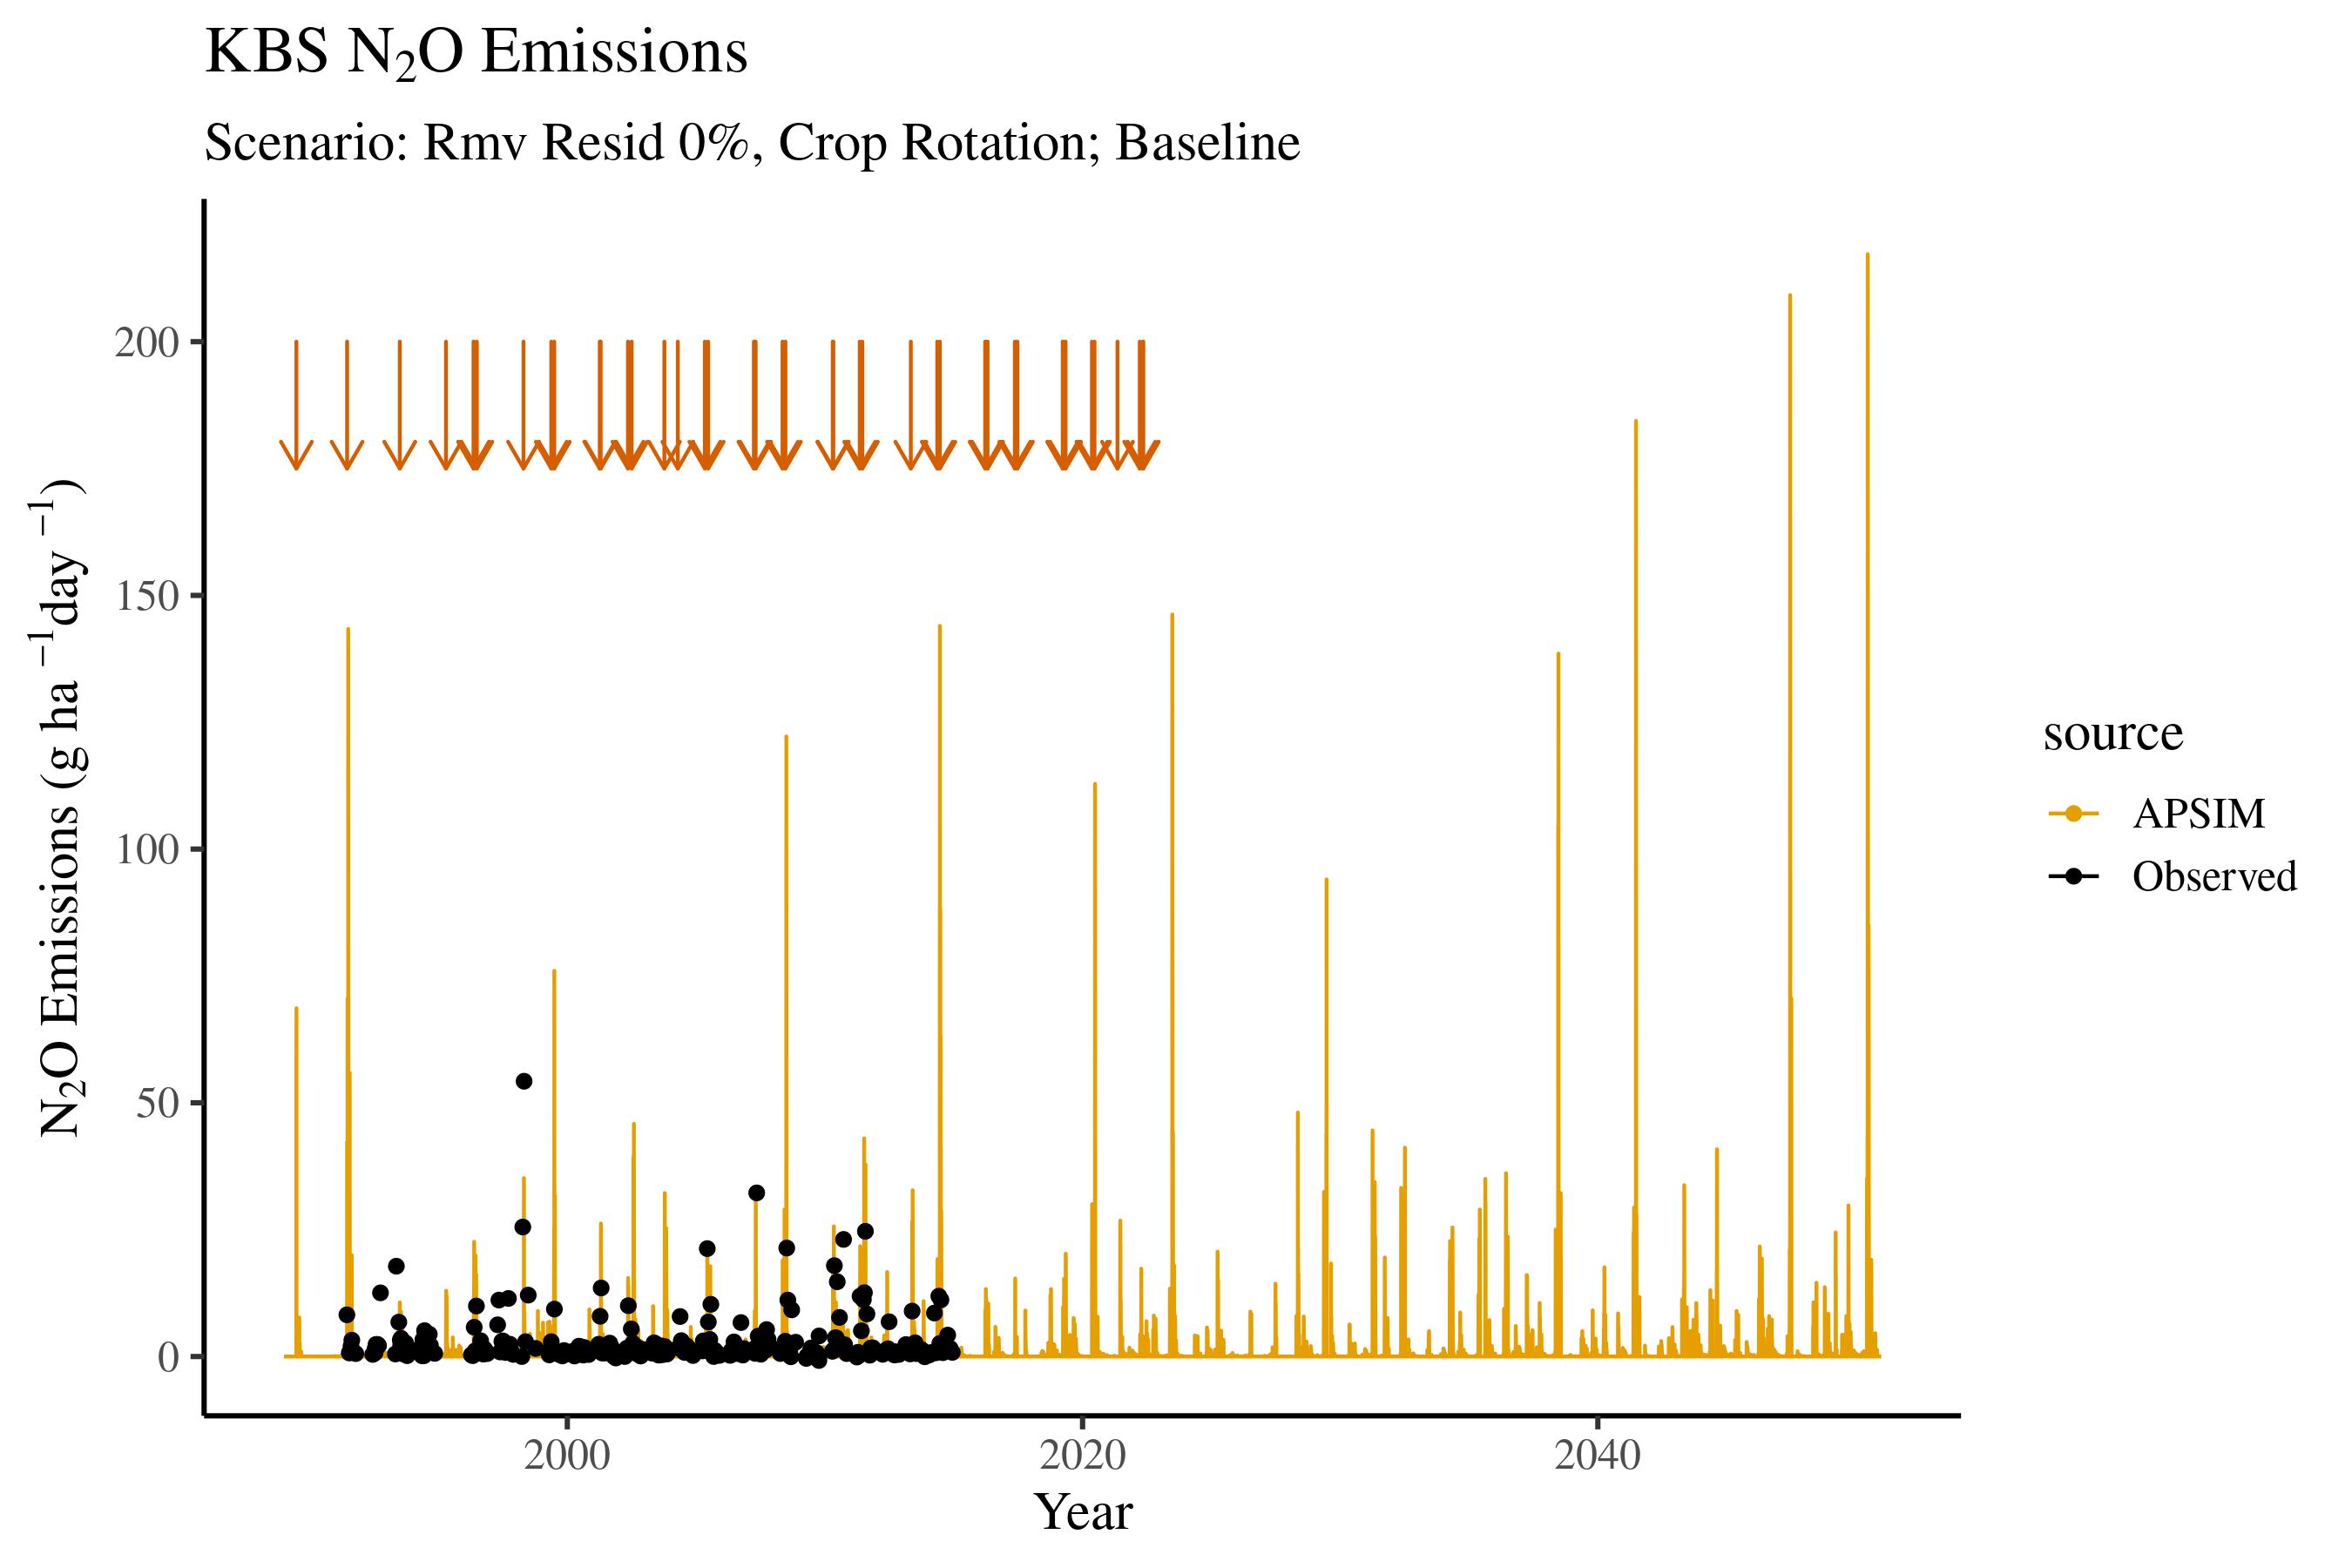 KBS N₂O Emissions
Scenario: Rmv Resid 0%, Crop Rotation; Baseline
N₂O Emissions (g ha ⁻¹day ⁻¹)
200
150
100
50
0
2000
2020
2040
Year
source
APSIM
Observed